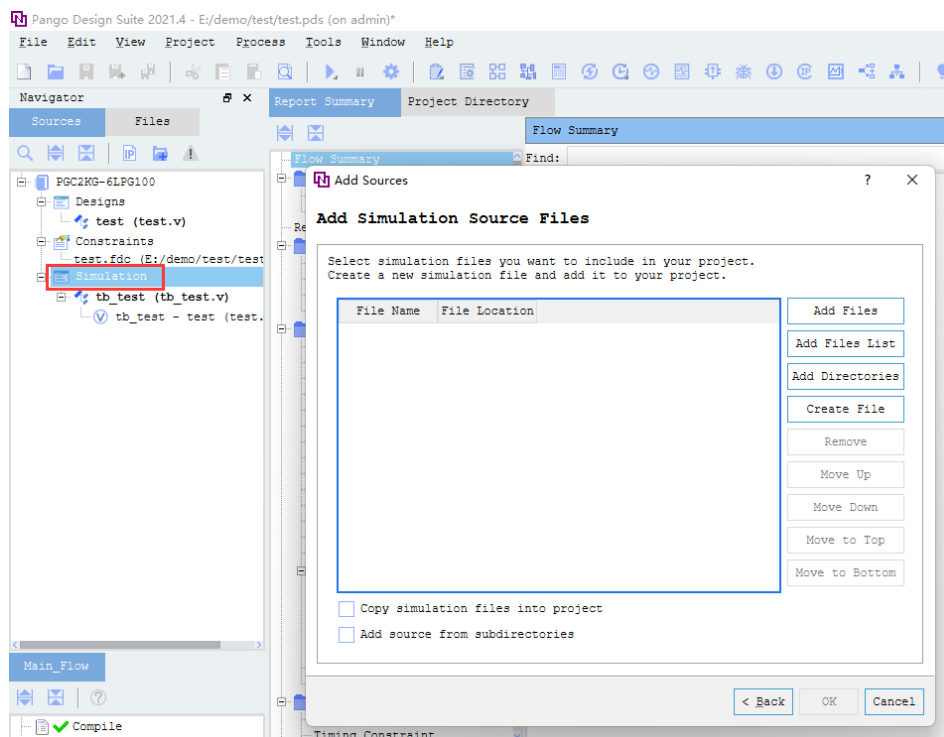 Pango Design Suite 2021.4 - E:/demo/test/test.pds (on admin)*
File Edit View Project Process Tools Window Help
Navigator
Sources Files
PGC2KG-6LPG100
Designs
test (test.v)
Constraints
test.fdc (E:/demo/test/test
Simulation
tb_test (tb_test.v)
tb_test - test (test.
Main_Flow
Compile
Report Summary Project Directory
Flow Summary
Flow Summary
Find:
Re
Timing Constraint
Add Sources
Add Simulation Source Files
Select simulation files you want to include in your project.
Create a new simulation file and add it to your project.
File Name File Location
Add Files
Add Files List
Add Directories
Create File
Remove
Move Up
Move Down
Move to Top
Move to Bottom
Copy simulation files into project
Add source from subdirectories
< Back OK Cancel